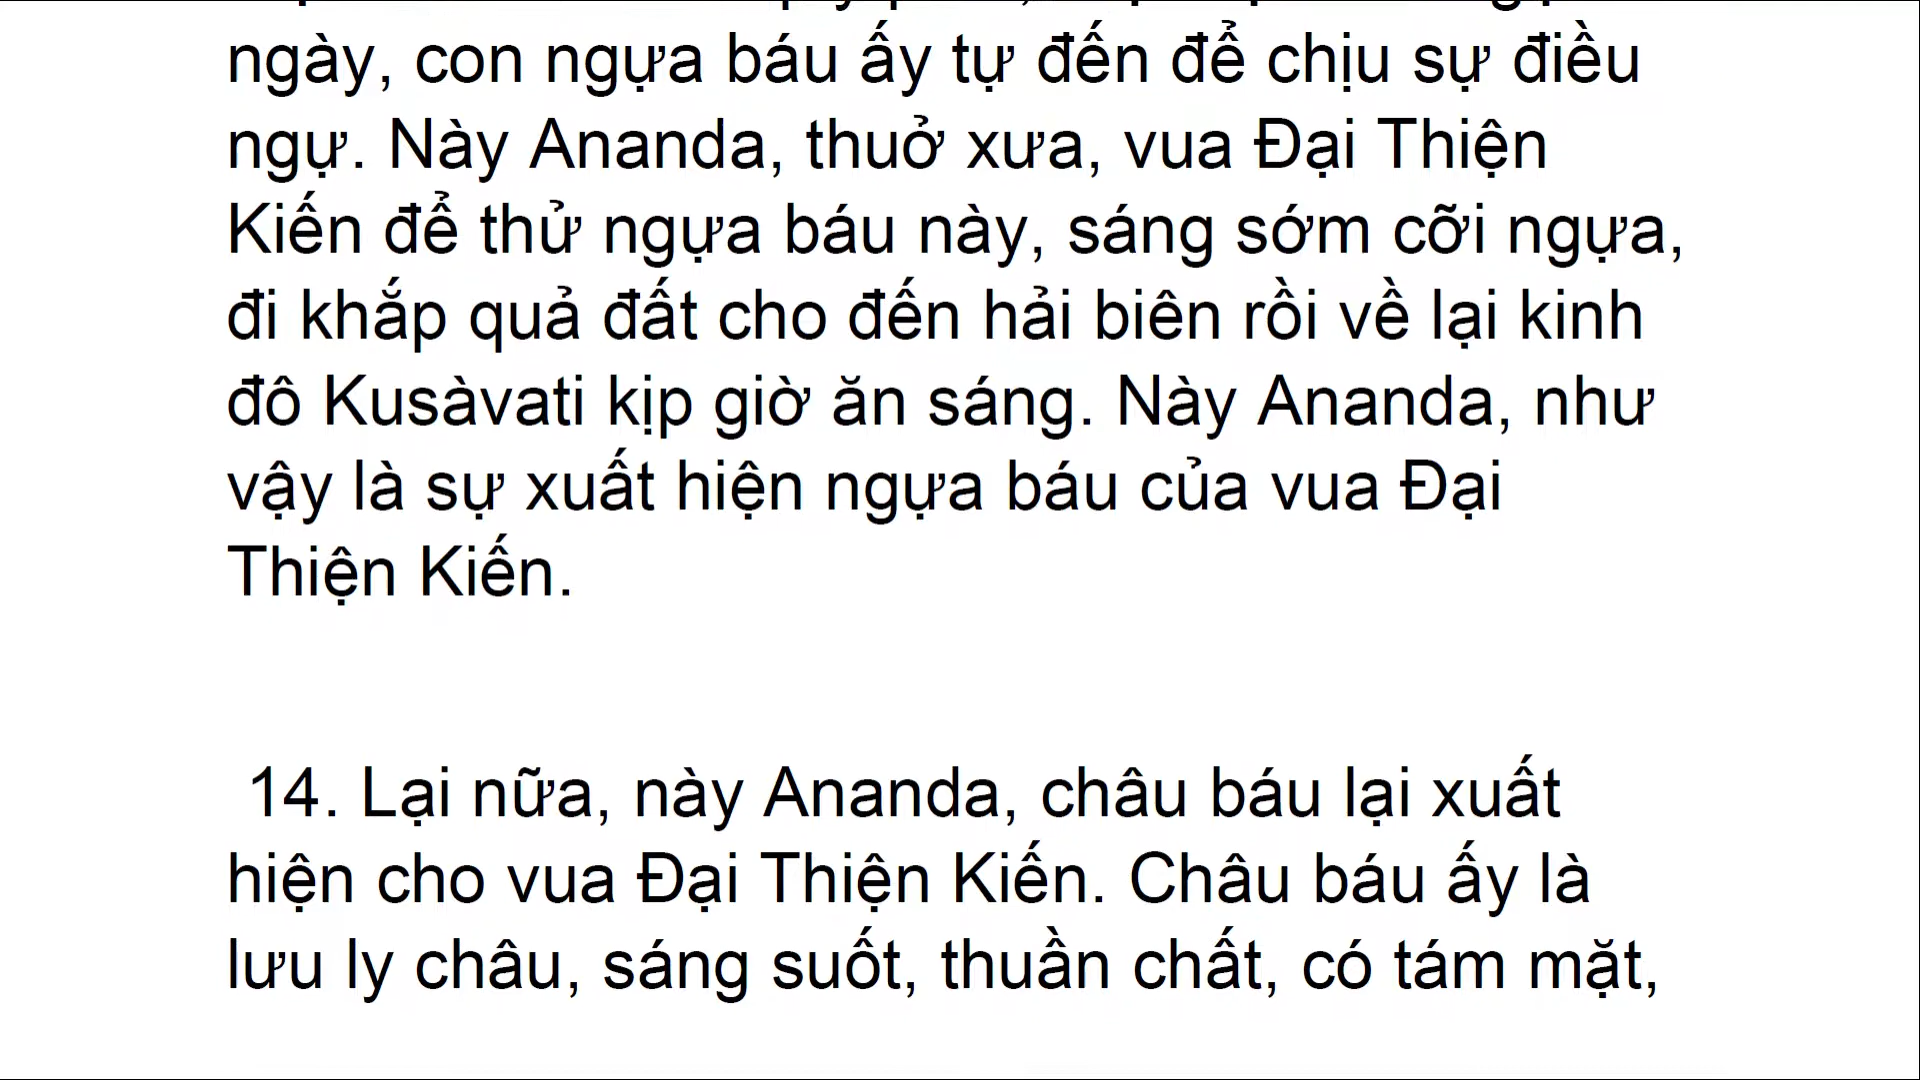 ngày, con ngựa báu ấy tự đến để chịu sự điều
ngự. Này Ananda, thuở xưa, vua Đại Thiện
Kiến để thử ngựa báu này, sáng sớm cỡi ngựa,
đi khắp quả đất cho đến hải biên rồi về lại kinh
đô Kusàvati kịp giờ ăn sáng. Này Ananda, như
vậy là sự xuất hiện ngựa báu của vua Đại
Thiện Kiến.
14. Lại nữa, này Ananda, châu báu lại xuất
hiện cho vua Đại Thiện Kiến. Châu báu ấy là
lưu ly châu, sáng suốt, thuần chất, có tám mặt,